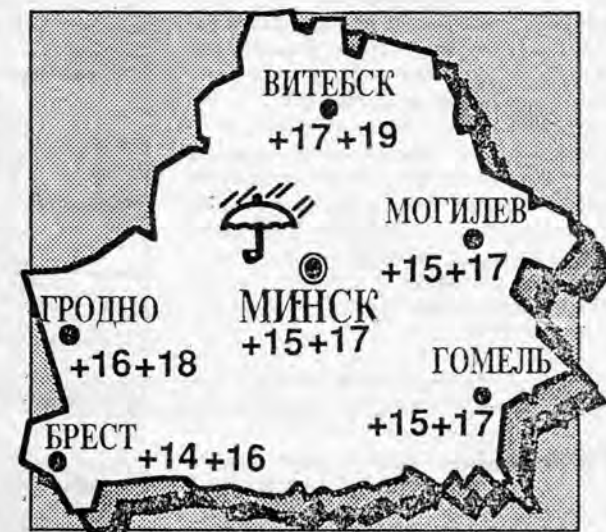 ВИТЕБСК
+17 +19
МОГИЛЕВ
+15 +17
МИНСК
+15 +17
ГРОДНО
+16 +18
ГОМЕЛЬ
+15 +17
БРЕСТ
+14 +16